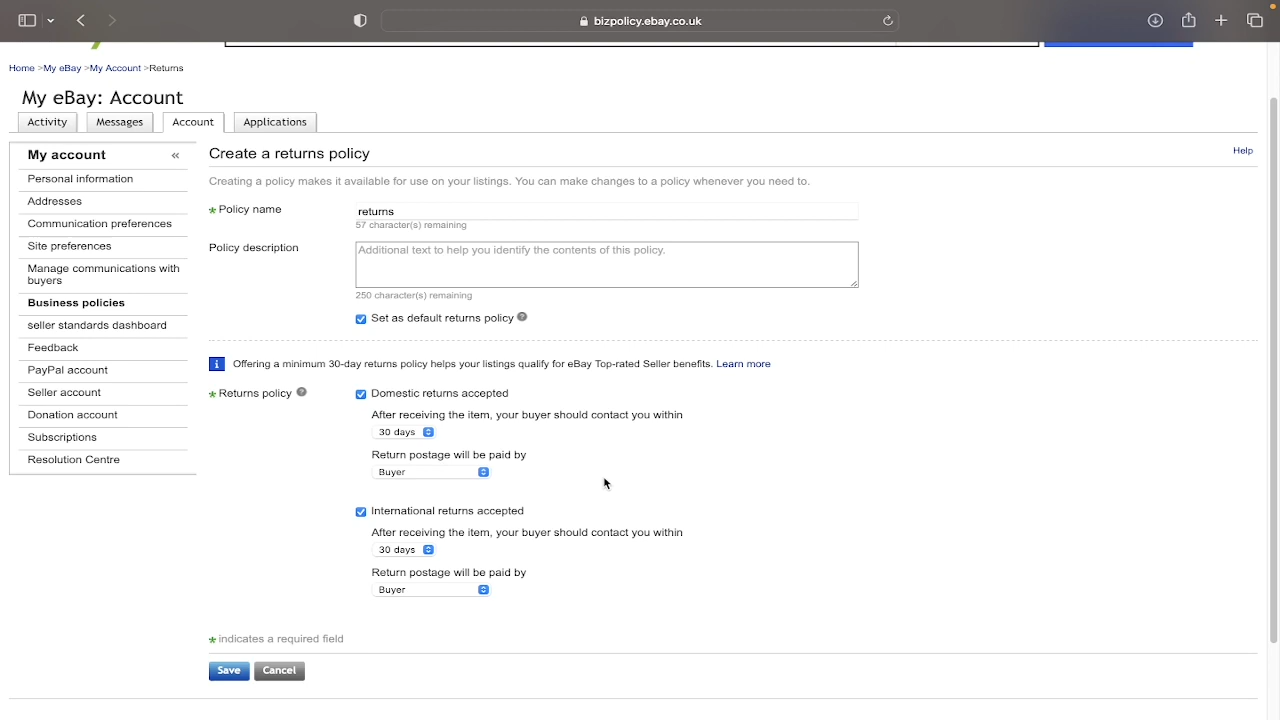 bizpolicy.ebay.co.uk
Home >My eBay >My Account >Returns
My eBay: Account
Activity
Messages
Account
Applications
My account
«
Personal information
Addresses
Communication preferences
Site preferences
Manage communications with
buyers
Business policies
seller standards dashboard
Feedback
PayPal account
Seller account
Donation account
Subscriptions
Resolution Centre
Create a returns policy
Help
Creating a policy makes it available for use on your listings. You can make changes to a policy whenever you need to.
* Policy name
returns
57 character(s) remaining
Policy description
Additional text to help you identify the contents of this policy.
250 character(s) remaining
Set as default returns policy ?
i Offering a minimum 30-day returns policy helps your listings qualify for eBay Top-rated Seller benefits. Learn more
* Returns policy ?
Domestic returns accepted
After receiving the item, your buyer should contact you within
30 days
Return postage will be paid by
Buyer
International returns accepted
After receiving the item, your buyer should contact you within
30 days
Return postage will be paid by
Buyer
* indicates a required field
Save
Cancel